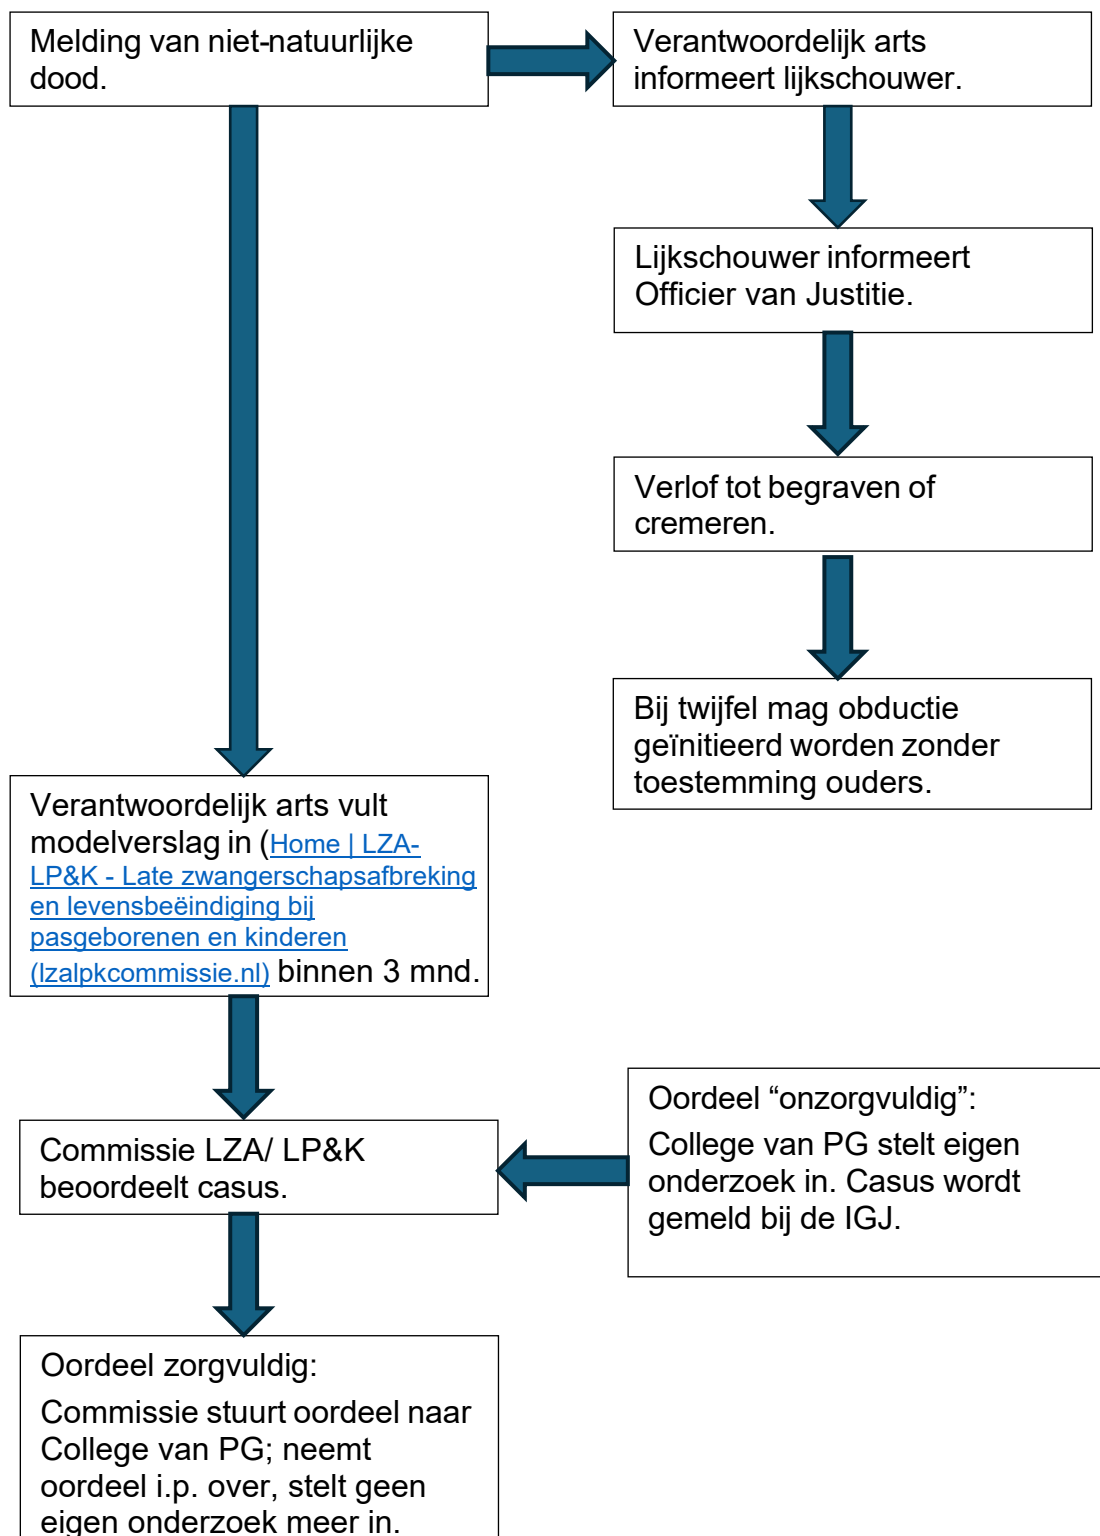 Melding van niet-natuurlijke
dood.
Verantwoordelijk arts
informeert lijkschouwer.
Lijkschouwer informeert
Officier van Justitie.
Verlof tot begraven of
cremeren.
Bij twijfel mag obductie
geïnitieerd worden zonder
toestemming ouders.
Verantwoordelijk arts vult
modelverslag in (Home | LZA-
LP&K - Late zwangerschapsafbreking
en levensbeëindiging bij
pasgeborenen en kinderen
(lzalpkcommissie.nl) binnen 3 mnd.
Commissie LZA/ LP&K
beoordeelt casus.
Oordeel “onzorgvuldig”:
College van PG stelt eigen
onderzoek in. Casus wordt
gemeld bij de IGJ.
Oordeel zorgvuldig:
Commissie stuurt oordeel naar
College van PG; neemt
oordeel i.p. over, stelt geen
eigen onderzoek meer in.